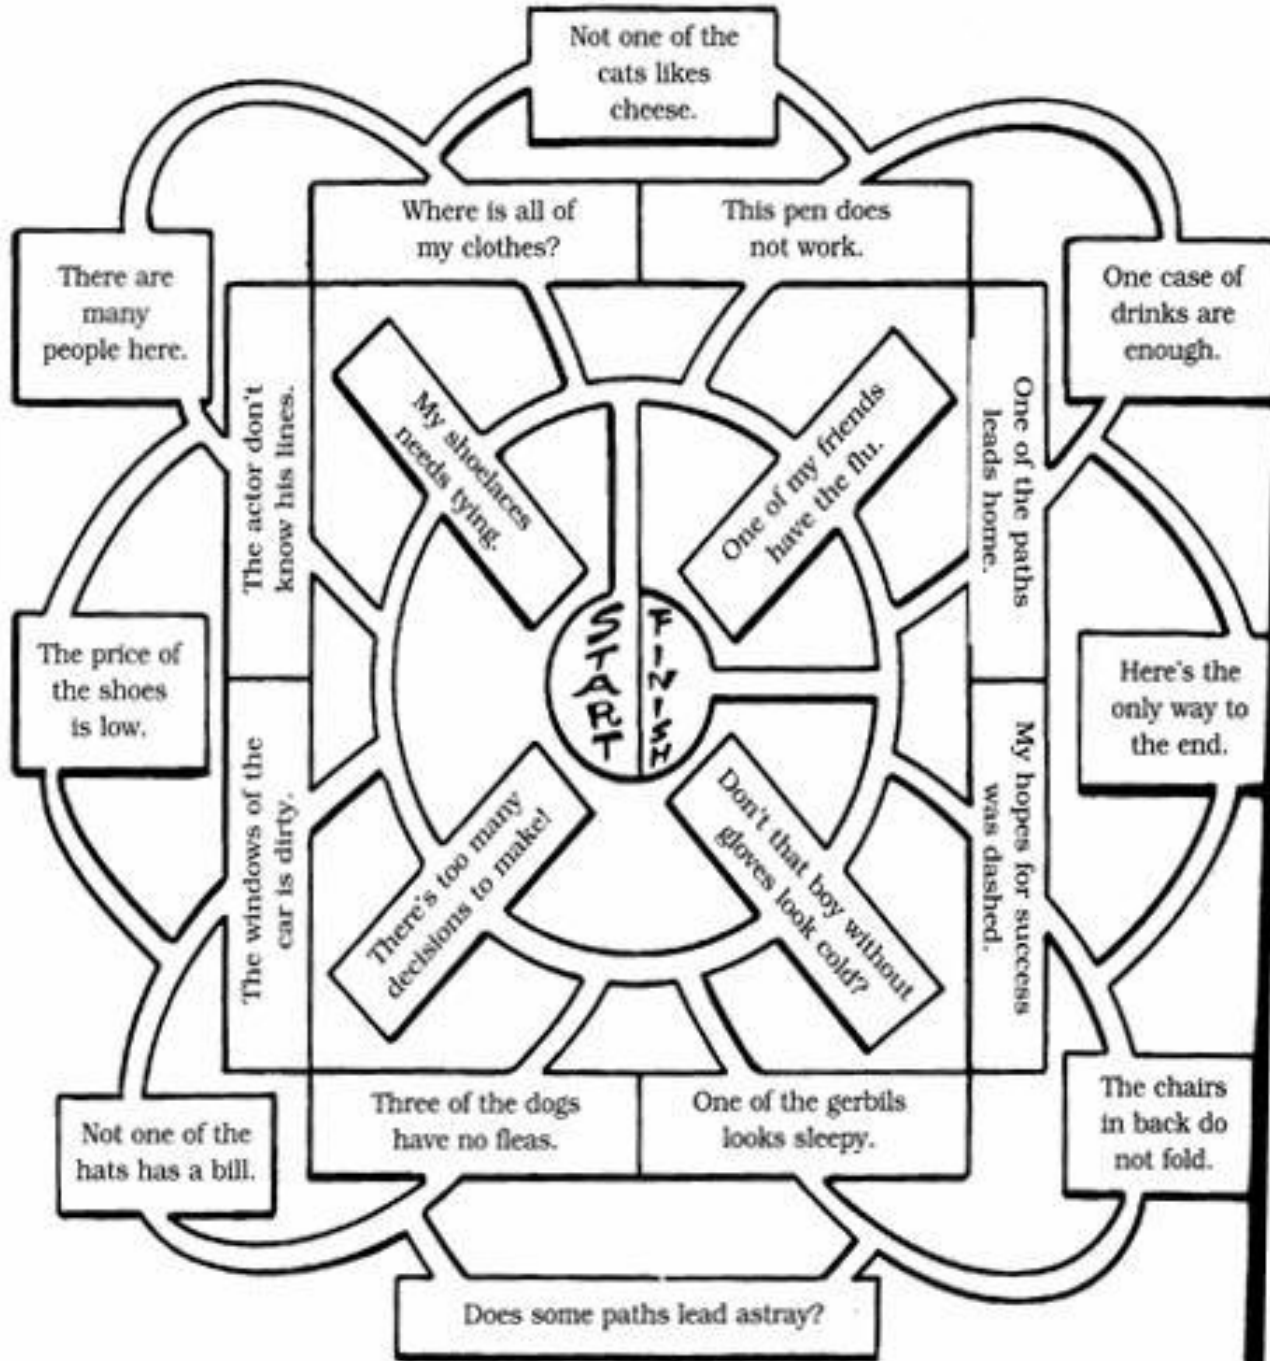 Not one of the
cats likes
cheese.
Where is all of
my clothes?
This pen does
not work.
There are
many
people here.
One case of
drinks are
enough.
The actor don't
know his lines.
My shoelaces
needs tying.
One of my friends
have the flu.
One of the paths
leads home.
START
FINISH
The price of
the shoes
is low.
Here's the
only way to
the end.
The windows of the
car is dirty.
There's too many
decisions to make!
Don't that boy without
gloves look cold?
My hopes for success
was dashed.
Not one of the
hats has a bill.
Three of the dogs
have no fleas.
One of the gerbils
looks sleepy.
The chairs
in back do
not fold.
Does some paths lead astray?